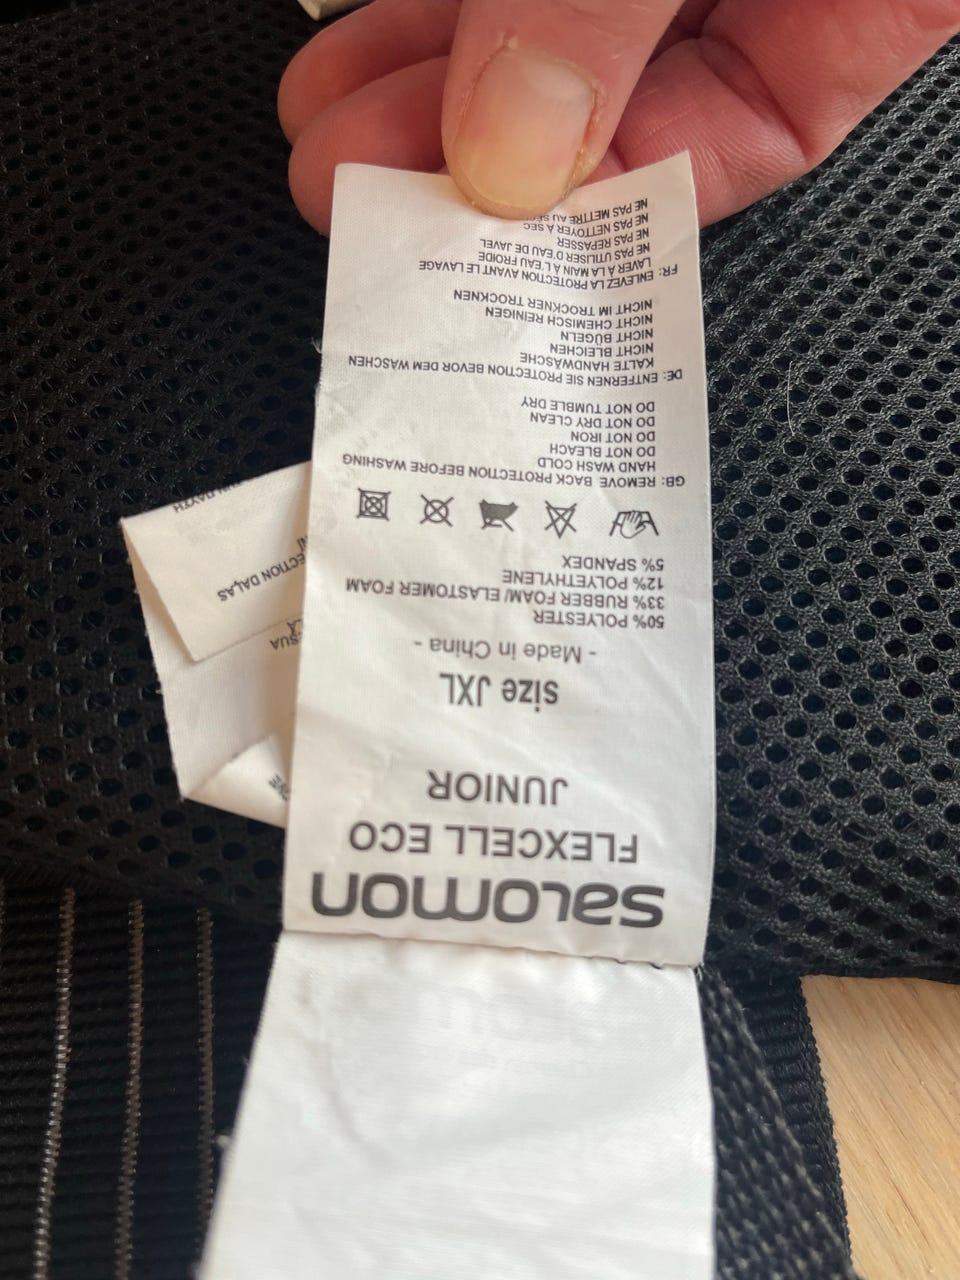 salomon
FLEXCELL ECO
JUNIOR
size JXL
- Made in China -
50% POLYESTER
33% RUBBER FOAM/ ELASTOMER FOAM
12% POLYETHYLENE
5% SPANDEX
GB: REMOVE BACK PROTECTION BEFORE WASHING
HAND WASH COLD
DO NOT BLEACH
DO NOT IRON
DO NOT DRY CLEAN
DO NOT TUMBLE DRY
DE: ENTFERNEN SIE PROTECTION BEVOR DEM WASCHEN
KALTE HANDWÄSCHE
NICHT BLEICHEN
NICHT BÜGELN
NICHT CHEMISCH REINIGEN
NICHT IM TROCKNER TROCKNEN
FR: ENLEVEZ LA PROTECTION AVANT LE LAVAGE
LAVER À LA MAIN À L'EAU FROIDE
NE PAS UTILISER D'EAU DE JAVEL
NE PAS REPASSER
NE PAS NETTOYER À SEC
NE PAS METTRE AU